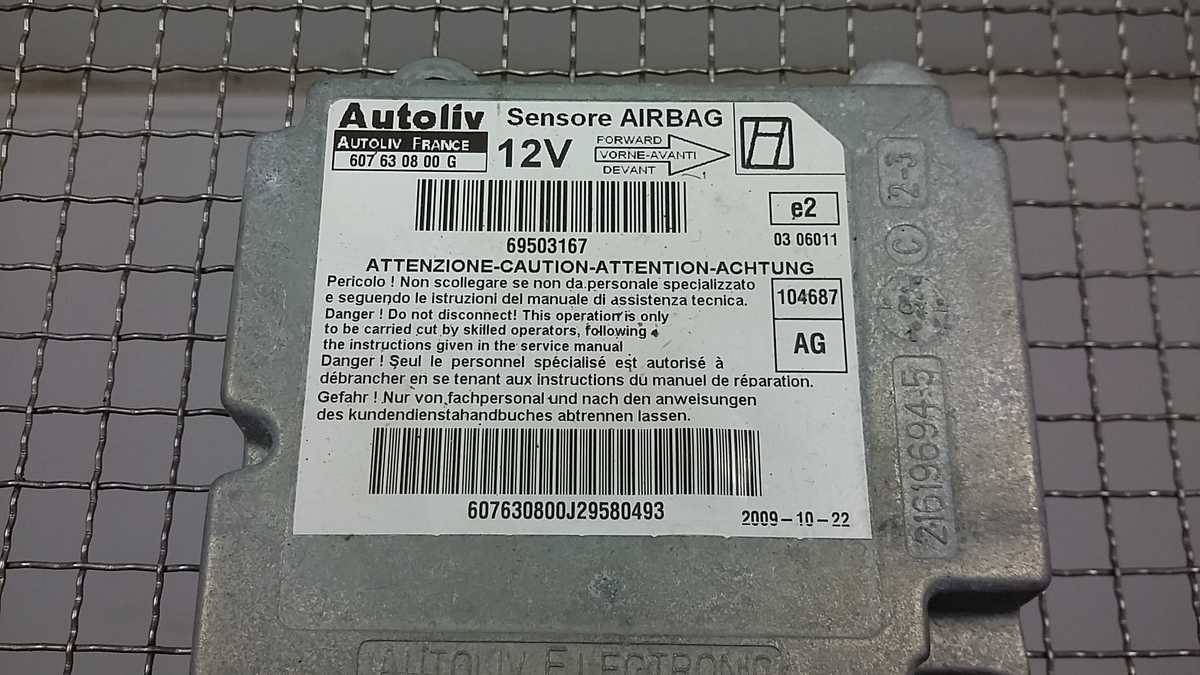 Autoliv
AUTOLIV FRANCE
607 63 08 00 G
Sensore AIRBAG
12V
FORWARD
VORNE-AVANTI
DEVANT
e2
03 06011
69503167
ATTENZIONE-CAUTION-ATTENTION-ACHTUNG
Pericolo ! Non scollegare se non da personale specializzato
e seguendo le istruzioni del manuale di assistenza tecnica.
Danger ! Do not disconnect! This operation is only
to be carried cut by skilled operators, following
the instructions given in the service manual
Danger ! Seul le personnel spécialisé est autorisé à
débrancher en se tenant aux instructions du manuel de réparation.
Gefahr ! Nur von fachpersonal und nach den anweisungen
des kundendienstahandbuches abtrennen lassen.
104687
AG
607630800J29580493
2009-10-22
2-3
C
21619694-5
AUTOLIV ELECTRONIC